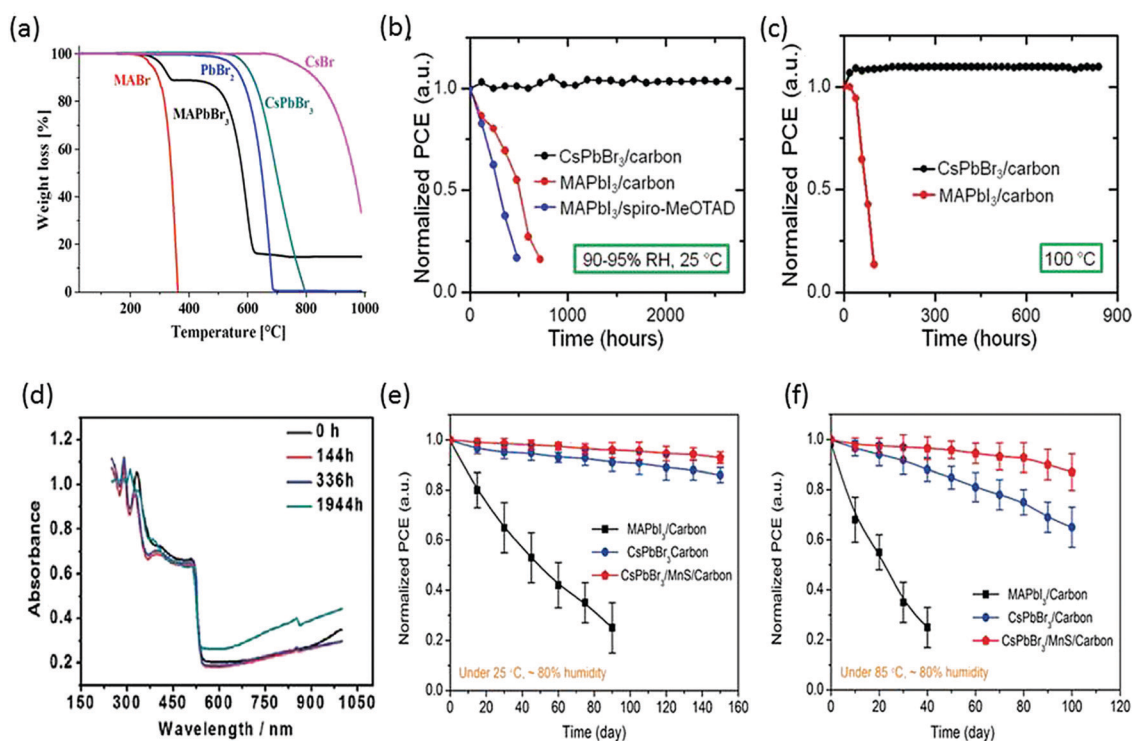 (a)
100
80
60
40
20
0
Weight loss [%]
MABr
MAPbBr3
PbBr2
CsPbBr3
CsBr
0 200 400 600 800 1000
Temperature [°C]
(b)
1.0
0.5
0.0
Normalized PCE (a.u.)
CsPbBr3/carbon
MAPbI3/carbon
MAPbI3/spiro-MeOTAD
90-95% RH, 25 °C
0 1000 2000
Time (hours)
(c)
1.0
0.5
0.0
Normalized PCE (a.u.)
CsPbBr3/carbon
MAPbI3/carbon
100 °C
0 300 600 900
Time (hours)
(d)
1.2
1.0
0.8
0.6
0.4
0.2
Absorbance
0 h
144h
336h
1944h
150 300 450 600 750 900 1050
Wavelength / nm
(e)
1.0
0.8
0.6
0.4
0.2
0.0
Normalized PCE (a.u.)
MAPbI3/Carbon
CsPbBr3Carbon
CsPbBr3/MnS/Carbon
Under 25 °C, ~ 80% humidity
0 20 40 60 80 100 120 140 160
Time (day)
(f)
1.0
0.8
0.6
0.4
0.2
0.0
Normalized PCE (a.u.)
MAPbI3/Carbon
CsPbBr3/Carbon
CsPbBr3/MnS/Carbon
Under 85 °C, ~ 80% humidity
0 20 40 60 80 100 120
Time (day)